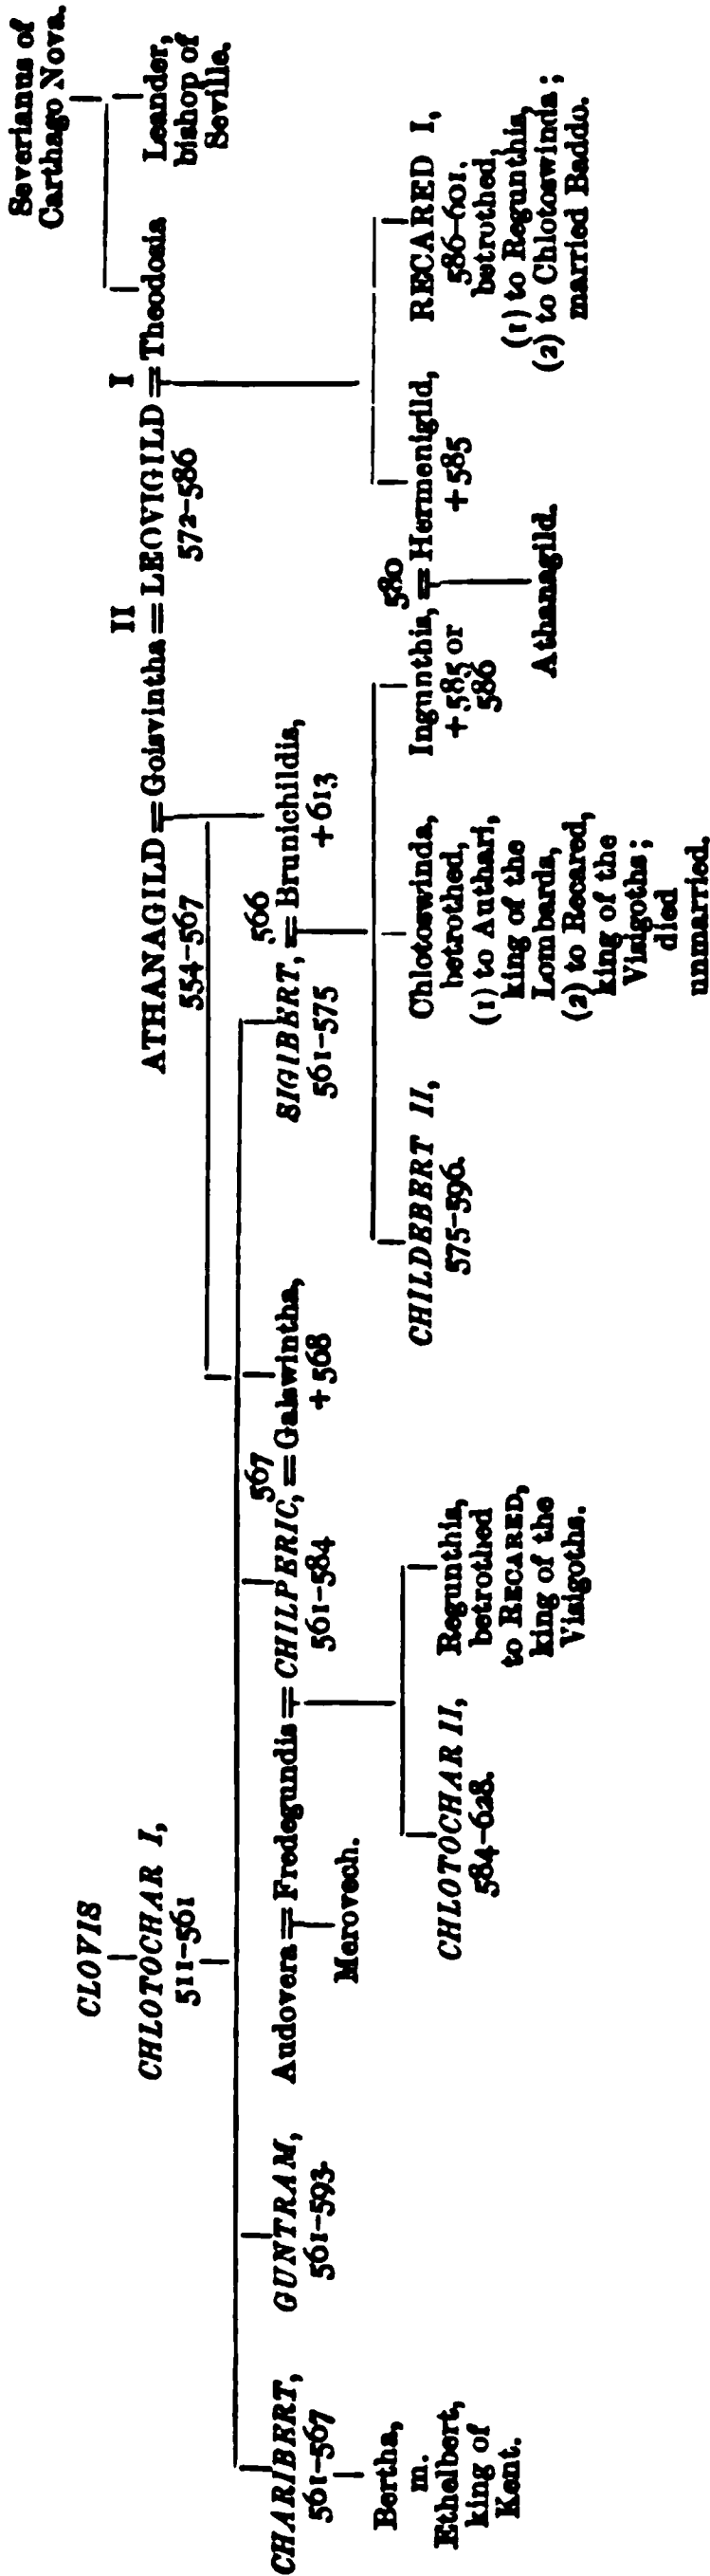 Severianus of
Carthago Nova.
CLOVIS
CHLOTOCHAR I,
511–561
II
I
ATHANAGILD = Goisvintha = LEOVIGILD = Theodosia
554–567
572–586
Leander,
bishop of
Seville.
CHARIBERT,
561–567
GUNTRAM,
561–593.
567
Audovera = Fredegundis = CHILPERIC, = Galswintha,
561–584
+ 568
566
SIGIBERT, = Brunichildis,
561–575
+ 613
Bertha,
m.
Ethelbert,
king of
Kent.
Merovech.
CHLOTOCHAR II,
584–628.
Regunthia,
betrothed
to RECARED,
king of the
Visigoths.
CHILDEBERT II,
575–596.
Chlotoswinda,
betrothed,
(1) to Authari,
king of the
Lombards,
(2) to Recared,
king of the
Visigoths;
died
unmarried.
580
Ingunthia, = Hermenigild,
+ 585 or
586
+ 585
RECARED I,
586–601.
betrothed
(1) to Regunthia,
(2) to Chlotoswinda;
married Baddo.
Athanagild.